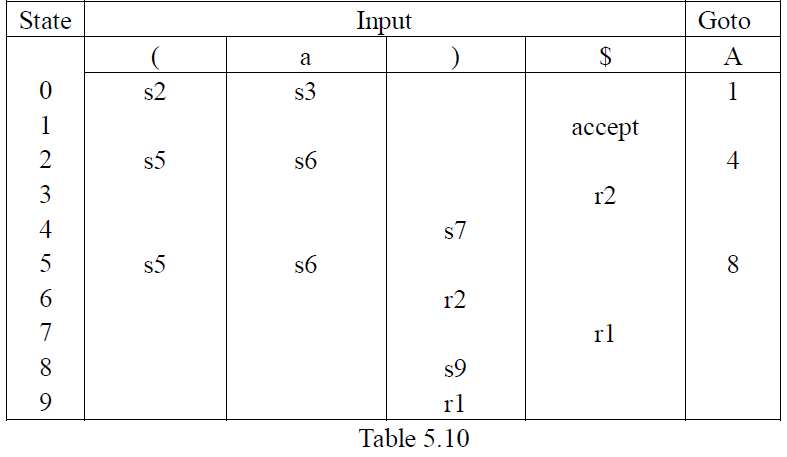 State Input Goto
( a ) $ A
0 s2 s3 1
1 accept
2 s5 s6 4
3 r2
4 s7
5 s5 s6 8
6 r2
7 r1
8 s9
9 r1
Table 5.10